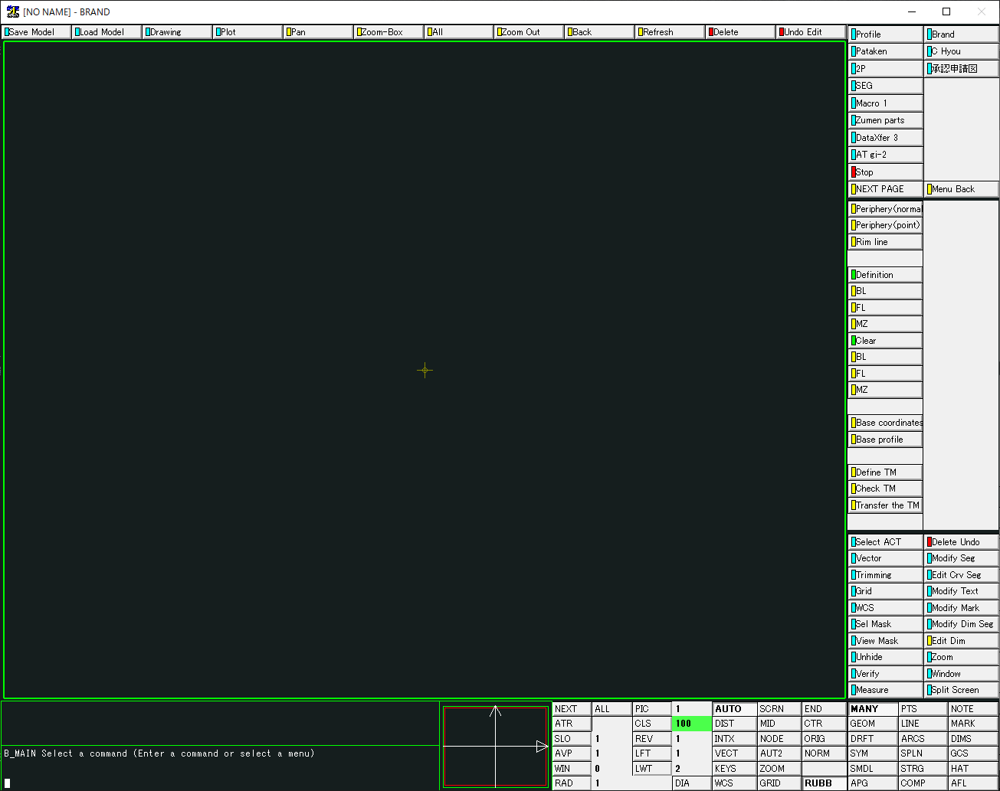 [NO NAME] - BRAND
Save Model Load Model Drawing Plot Pan Zoom-Box All Zoom Out Back Refresh Delete Undo Edit
Profile Brand
Pataken C Hyou
2P 承認申請図
SEG
Macro 1
Zumen parts
DataXfer 3
AT gi-2
Stop
NEXT PAGE Menu Back
Periphery(normal
Periphery(point)
Rim line
Definition
BL
FL
MZ
Clear
BL
FL
MZ
Base coordinates
Base profile
Define TM
Check TM
Transfer the TM
Select ACT Delete Undo
Vector Modify Seg
Trimming Edit Crv Seg
Grid Modify Text
WCS Modify Mark
Sel Mask Modify Dim Seg
View Mask Edit Dim
Unhide Zoom
Verify Window
Measure Split Screen
B_MAIN Select a command (Enter a command or select a menu)
NEXT ALL PIC 1 AUTO SCRN END MANY PTS NOTE
ATR CLS 100 DIST MID CTR GEOM LINE MARK
SLO 1 REV 1 INTX NODE ORIG DRFT ARCS DIMS
AVP 1 LFT 1 VECT AUT2 NORM SYM SPLN GCS
WIN 0 LWT 2 KEYS ZOOM SMDL STRG HAT
RAD 1 DIA WCS GRID RUBB APG COMP AFL